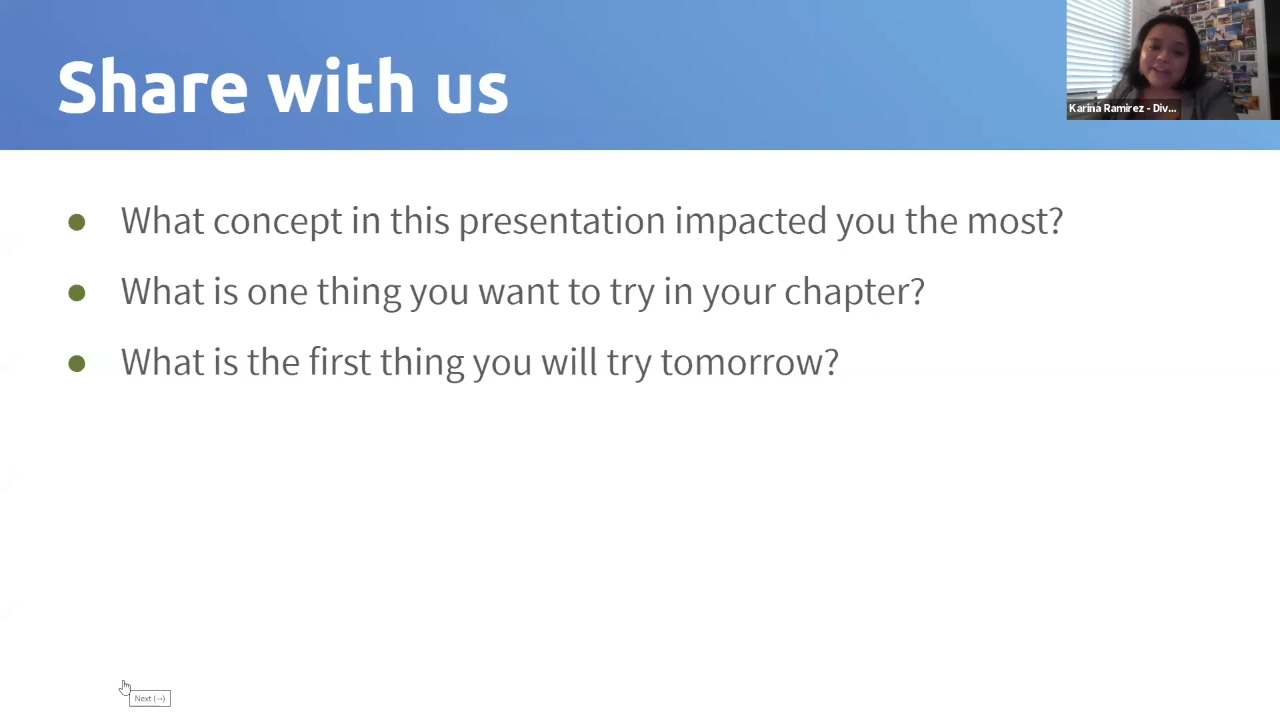 Share with us
Karina Ramirez - Div...
● What concept in this presentation impacted you the most?
● What is one thing you want to try in your chapter?
● What is the first thing you will try tomorrow?
Next (→)